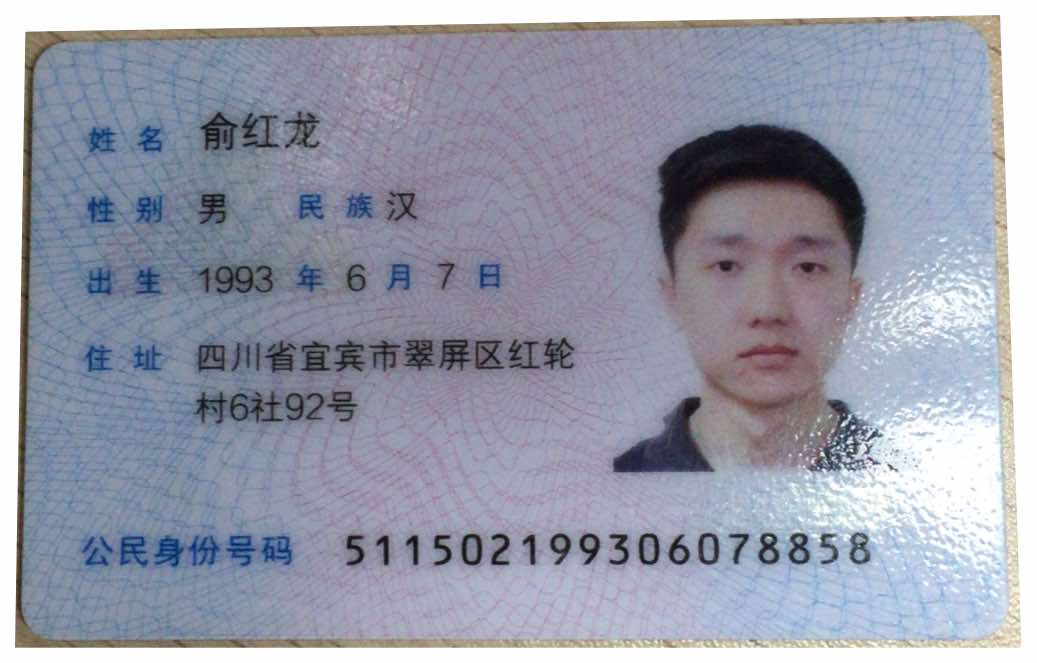 姓名 俞红龙
性别 男 民族 汉
出生 1993 年 6 月 7 日
住址 四川省宜宾市翠屏区红轮
村6社92号
公民身份号码 511502199306078858